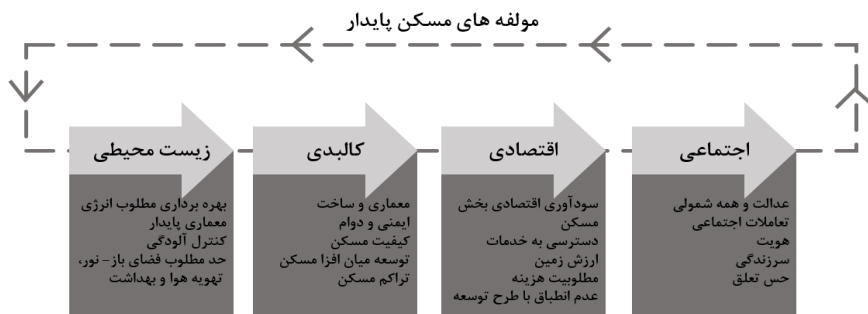 مولفه های مسکن پایدار
اجتماعی
عدالت و همه شمولی
تعاملات اجتماعی
هویت
سرزندگی
حس تعلق
اقتصادی
سودآوری اقتصادی بخش
مسکن
دسترسی به خدمات
ارزش زمین
مطلوبیت هزینه
عدم انطباق با طرح توسعه
کالبدی
معماری و ساخت
ایمنی و دوام
کیفیت مسکن
توسعه میان افزا مسکن
تراکم مسکن
زیست محیطی
بهره برداری مطلوب انرژی
معماری پایدار
کنترل آلودگی
حد مطلوب فضای باز- نور،
تهویه هوا و بهداشت